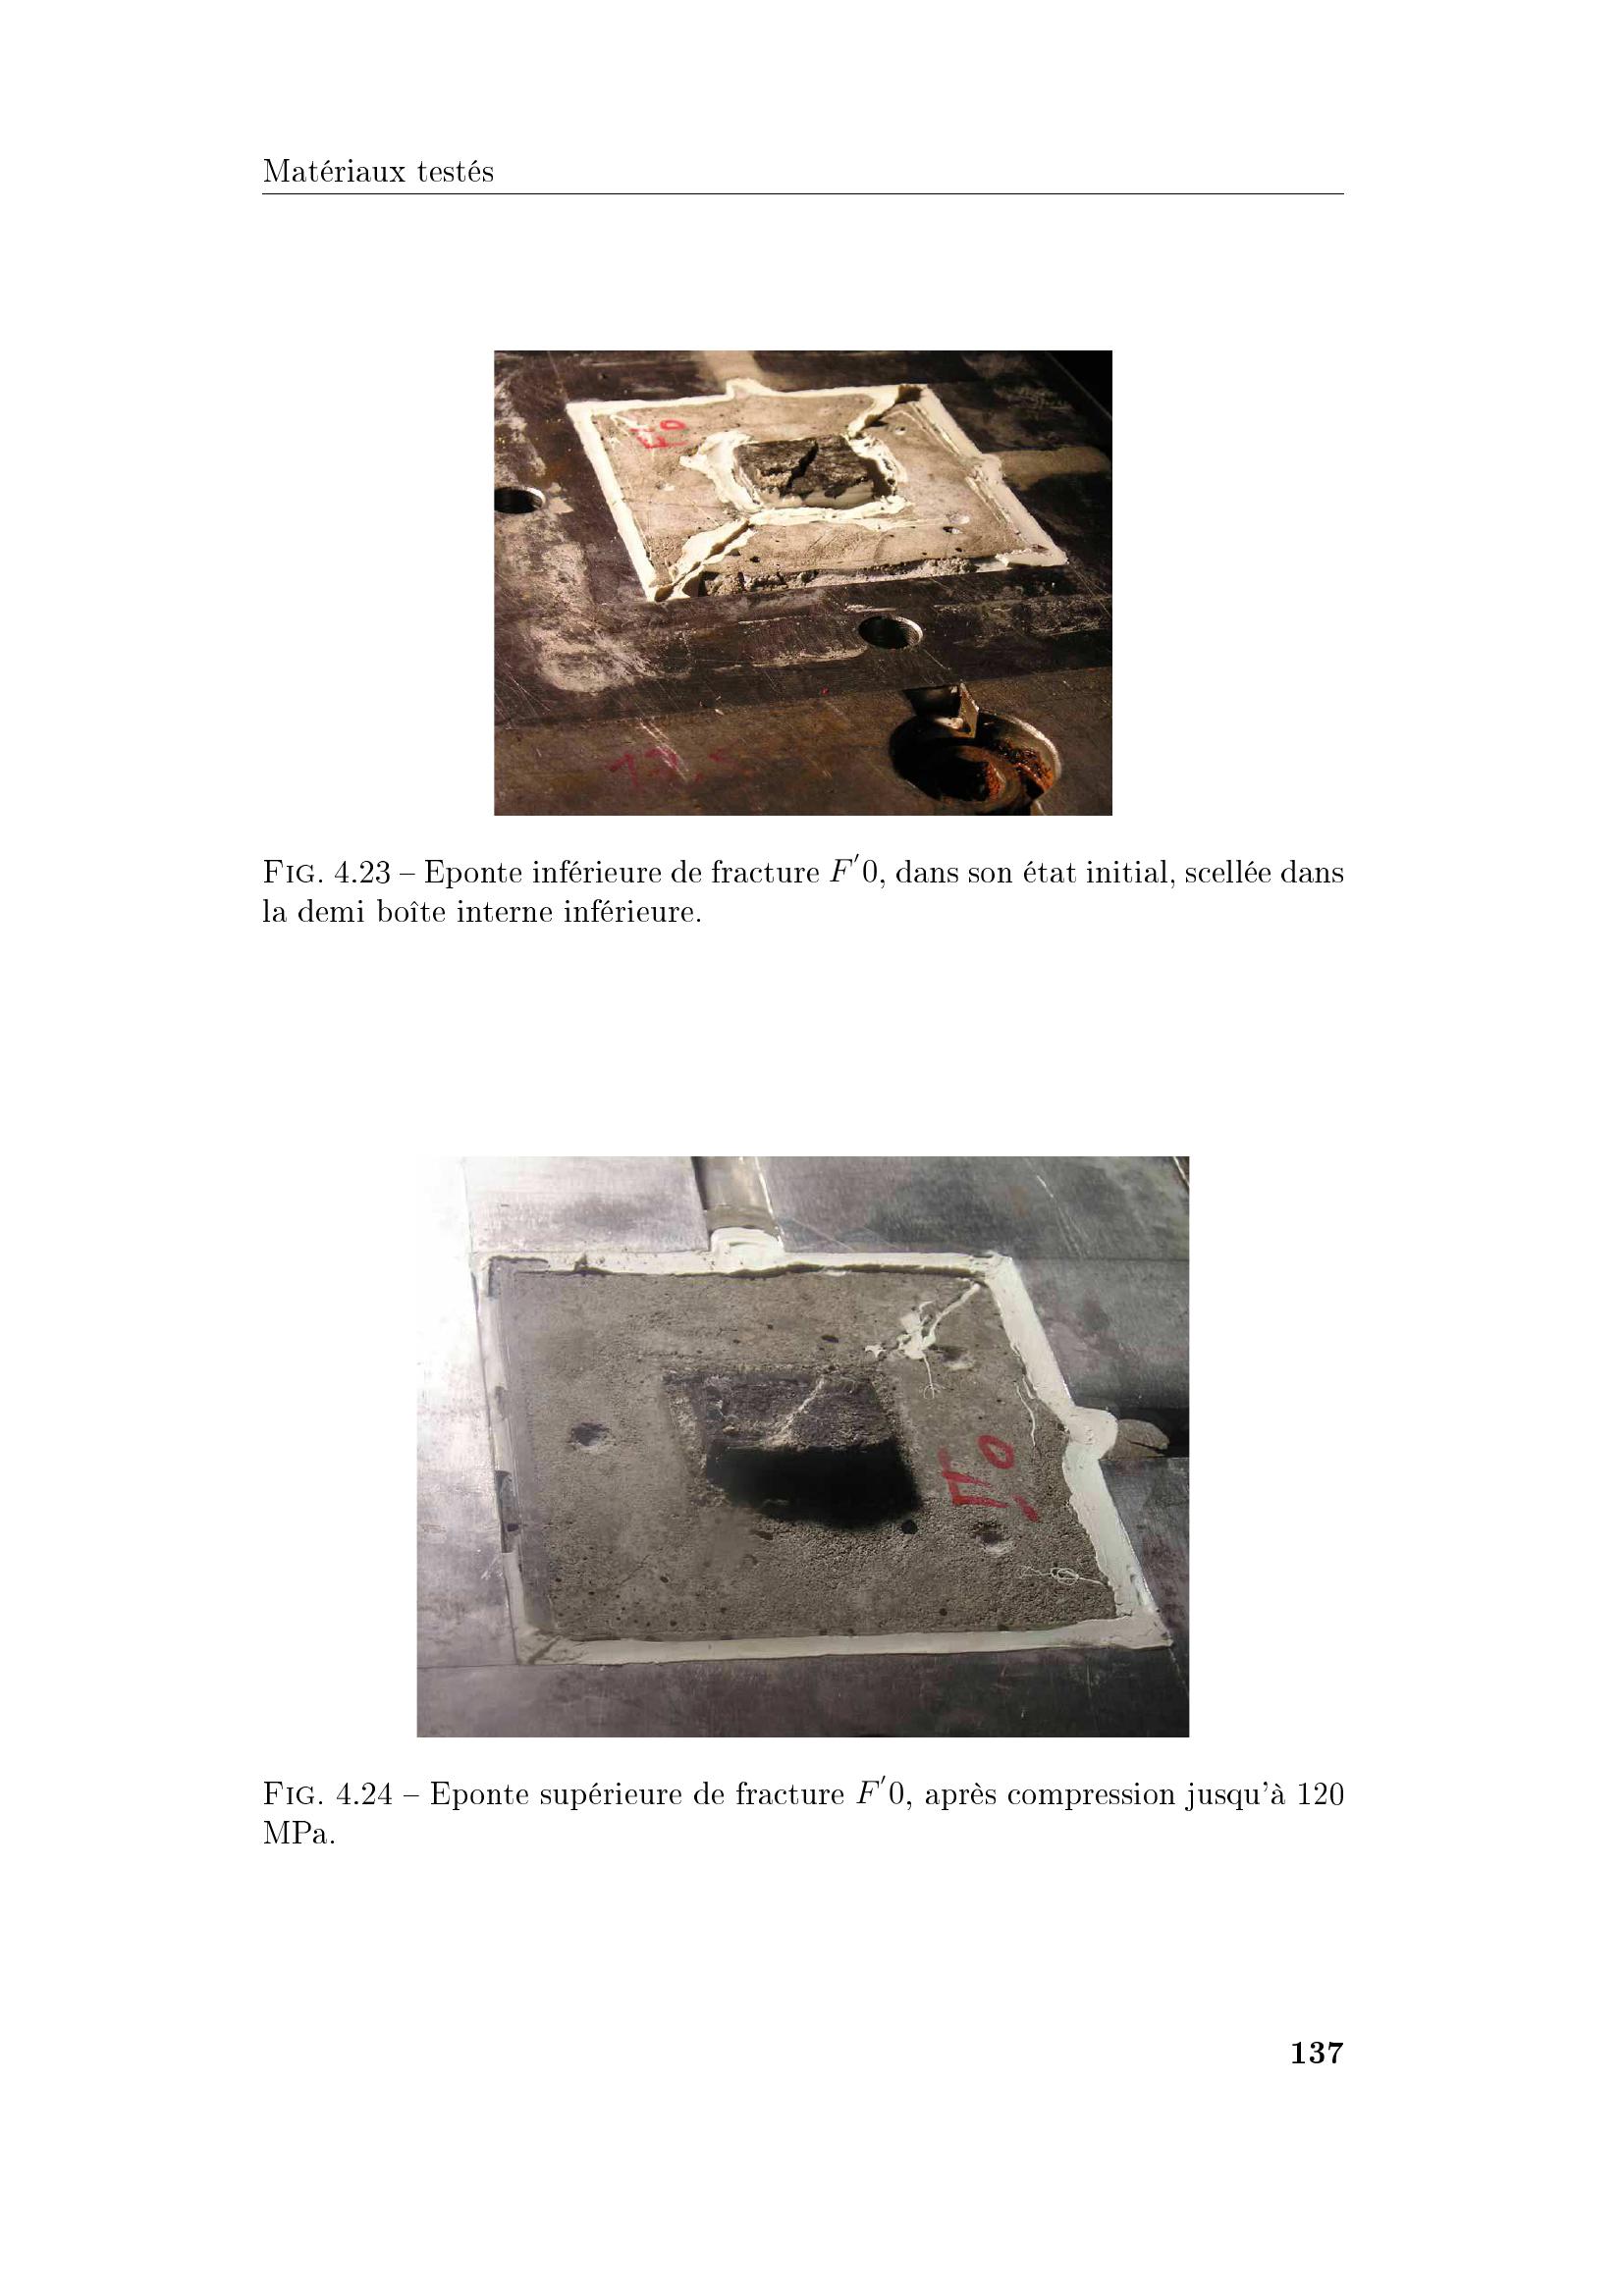 Matériaux testés
F'0
FIG. 4.23 – Eponte inférieure de fracture F'0, dans son état initial, scellée dans
la demi boîte interne inférieure.
F'0
FIG. 4.24 – Eponte supérieure de fracture F'0, après compression jusqu'à 120
MPa.
137